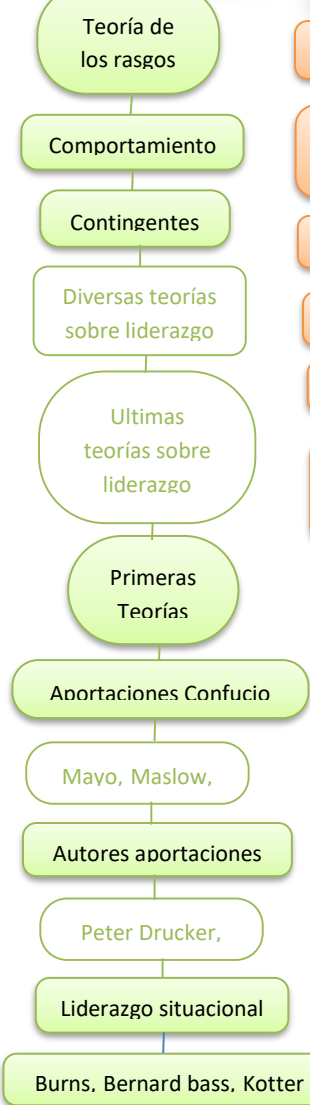 Teoría de
los rasgos
Comportamiento
Contingentes
Diversas teorías
sobre liderazgo
Ultimas
teorías sobre
liderazgo
Primeras
Teorías
Aportaciones Confucio
Mayo, Maslow,
Autores aportaciones
Peter Drucker,
Liderazgo situacional
Burns, Bernard bass, Kotter